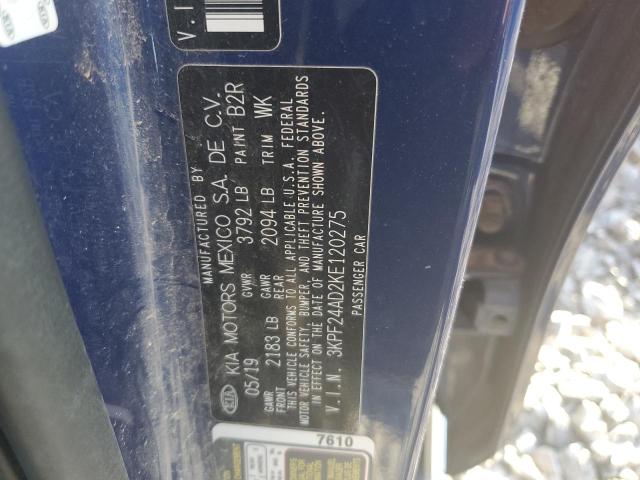 V.I
MANUFACTURED BY
KIA KIA MOTORS MEXICO S.A. DE C.V.
05/19 GVWR 3792 LB PAINT B2R
GAWR FRONT 2183 LB GAWR REAR 2094 LB TRIM WK
THIS VEHICLE CONFORMS TO ALL APPLICABLE U.S.A. FEDERAL
MOTOR VEHICLE SAFETY, BUMPER, AND THEFT PREVENTION STANDARDS
IN EFFECT ON THE DATE OF MANUFACTURE SHOWN ABOVE.
V.I.N. 3KPF24AD2KE120275
PASSENGER CAR
7610